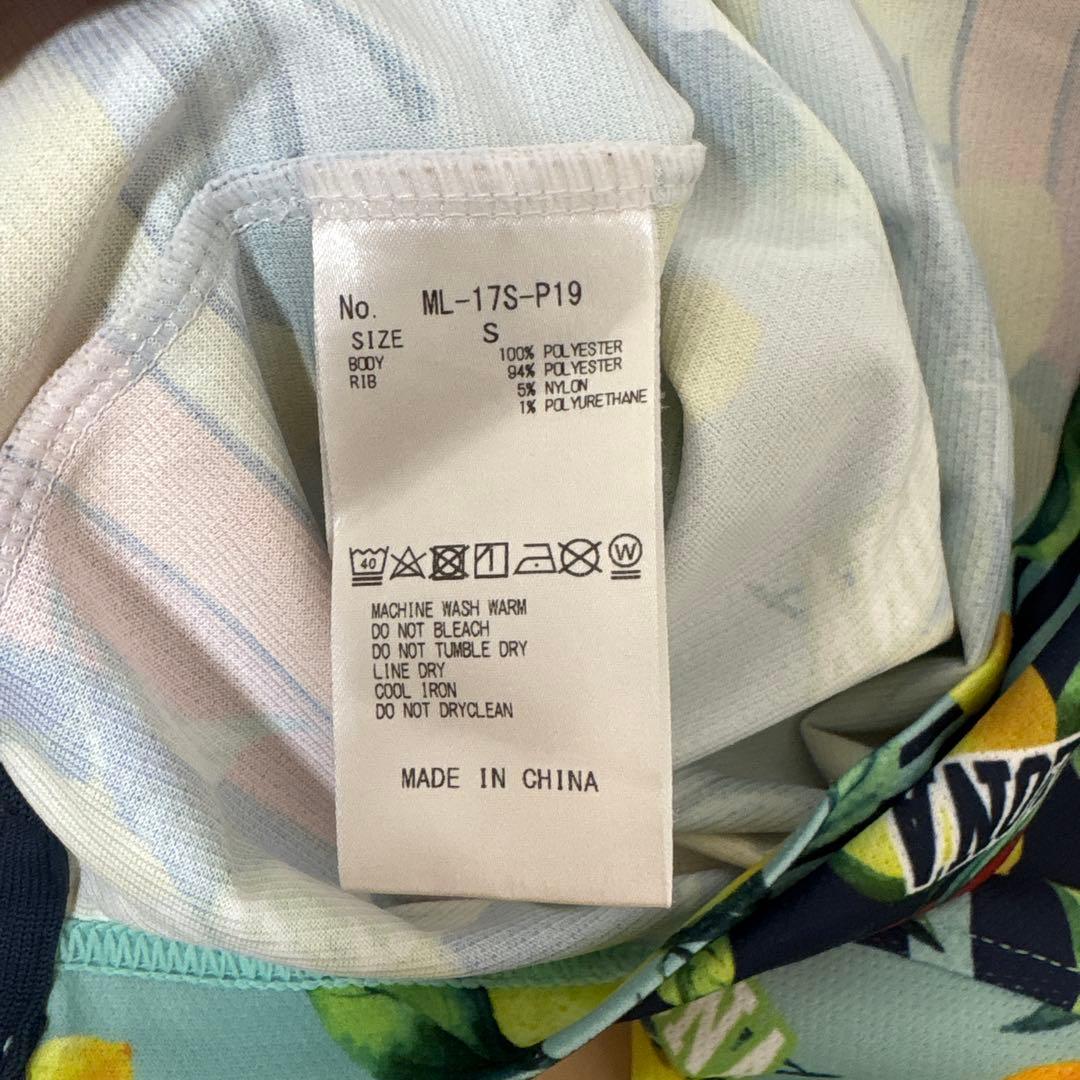 No. ML-17S-P19
SIZE S
BODY 100% POLYESTER
RIB 94% POLYESTER
5% NYLON
1% POLYURETHANE
40 W
MACHINE WASH WARM
DO NOT BLEACH
DO NOT TUMBLE DRY
LINE DRY
COOL IRON
DO NOT DRYCLEAN
MADE IN CHINA